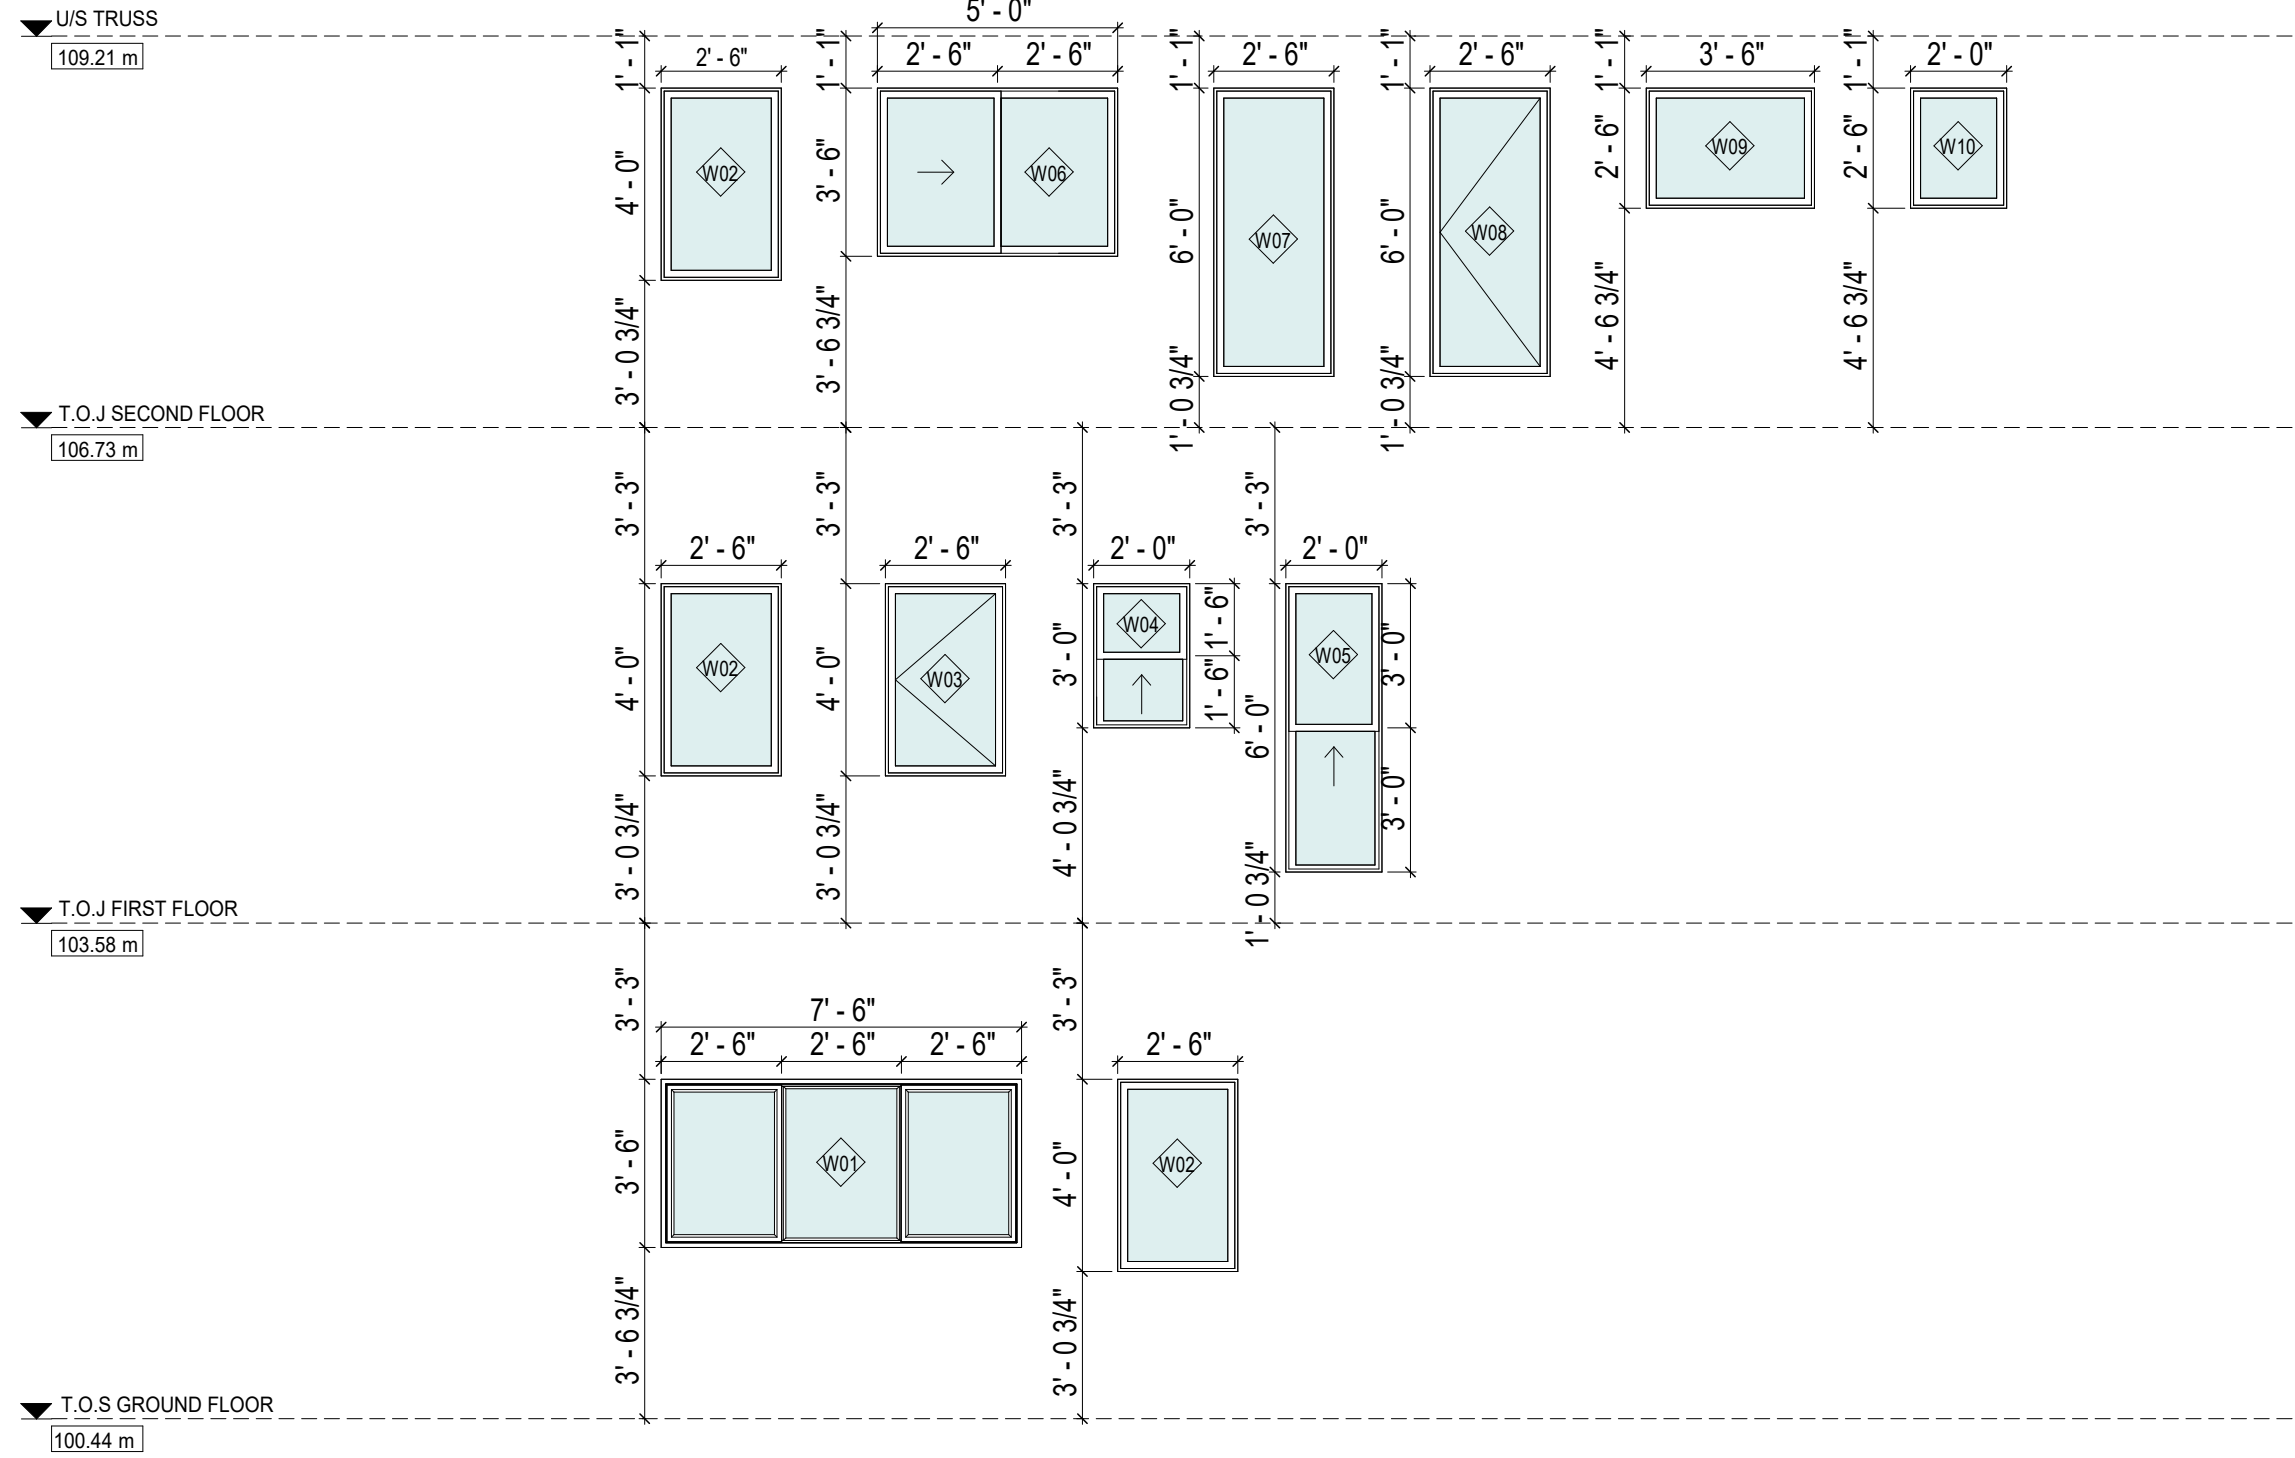 U/S TRUSS
109.21 m
5' - 0"
2' - 6"
2' - 6" 2' - 6"
2' - 6"
2' - 6"
3' - 6"
2' - 0"
1' - 1"
1' - 1"
1' - 1"
1' - 1"
1' - 1"
1' - 1"
4' - 0"
W02
3' - 6"
W06
6' - 0"
W07
6' - 0"
W08
2' - 6"
W09
2' - 6"
W10
3' - 0 3/4"
3' - 6 3/4"
1' - 0 3/4"
1' - 0 3/4"
4' - 6 3/4"
4' - 6 3/4"
T.O.J SECOND FLOOR
106.73 m
3' - 3"
3' - 3"
3' - 3"
3' - 3"
2' - 6"
2' - 6"
2' - 0"
2' - 0"
4' - 0"
W02
4' - 0"
W03
3' - 0"
W04
1' - 6"
1' - 6"
6' - 0"
W05
3' - 0"
3' - 0"
3' - 0 3/4"
3' - 0 3/4"
4' - 0 3/4"
1' - 0 3/4"
T.O.J FIRST FLOOR
103.58 m
3' - 3"
3' - 3"
7' - 6"
2' - 6" 2' - 6" 2' - 6"
2' - 6"
3' - 6"
W01
4' - 0"
W02
3' - 6 3/4"
3' - 0 3/4"
T.O.S GROUND FLOOR
100.44 m